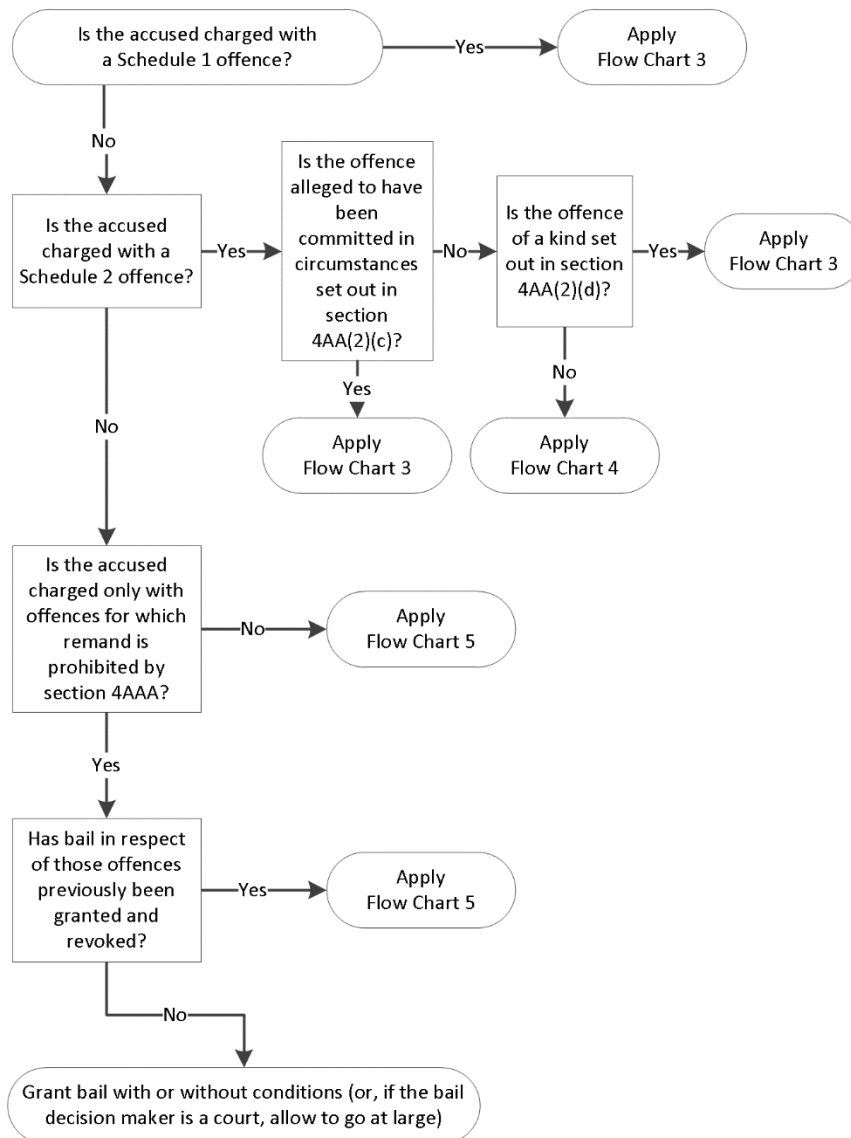 Is the accused charged with
a Schedule 1 offence?
Yes
Apply
Flow Chart 3
No
Is the accused
charged with a
Schedule 2 offence?
Yes
Is the offence
alleged to have
been
committed in
circumstances
set out in
section
4AA(2)(c)?
No
Is the offence
of a kind set
out in section
4AA(2)(d)?
Yes
Apply
Flow Chart 3
Yes
Apply
Flow Chart 3
No
Apply
Flow Chart 4
No
Is the accused
charged only with
offences for which
remand is
prohibited by
section 4AAA?
No
Apply
Flow Chart 5
Yes
Has bail in respect
of those offences
previously been
granted and
revoked?
Yes
Apply
Flow Chart 5
No
Grant bail with or without conditions (or, if the bail
decision maker is a court, allow to go at large)